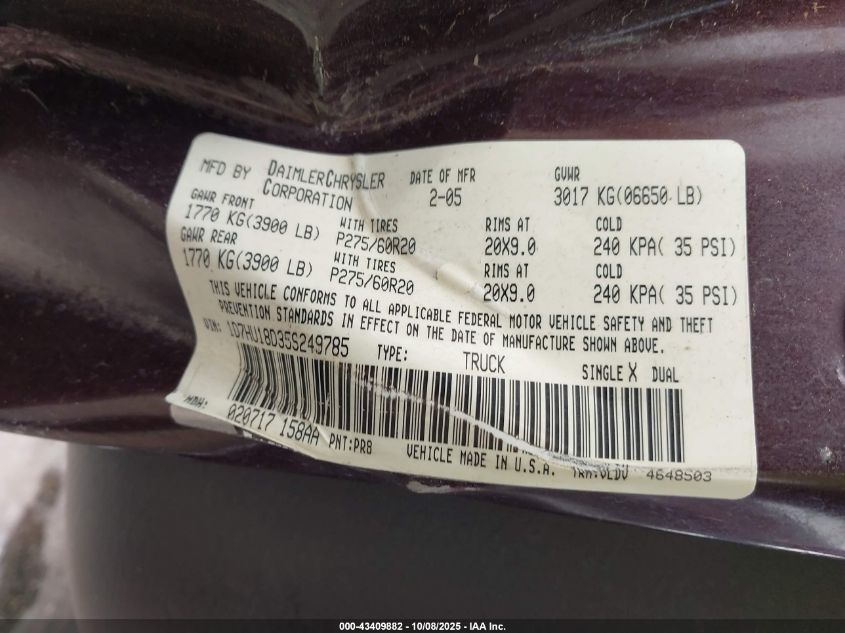 MFD BY DAIMLERCHRYSLER CORPORATION DATE OF MFR 2-05 GVWR 3017 KG(06650 LB)
GAWR FRONT WITH TIRES RIMS AT COLD
1770 KG(3900 LB) P275/60R20 20X9.0 240 KPA( 35 PSI)
GAWR REAR WITH TIRES RIMS AT COLD
1770 KG(3900 LB) P275/60R20 20X9.0 240 KPA( 35 PSI)
THIS VEHICLE CONFORMS TO ALL APPLICABLE FEDERAL MOTOR VEHICLE SAFETY AND THEFT
PREVENTION STANDARDS IN EFFECT ON THE DATE OF MANUFACTURE SHOWN ABOVE.
VIN: 1D7HU18D35S249785 TYPE: TRUCK SINGLE X DUAL
MDH: 020717 158AA PNT:PR8 VEHICLE MADE IN U.S.A. 4648503
000-43409882 - 10/08/2025 - IAA Inc.